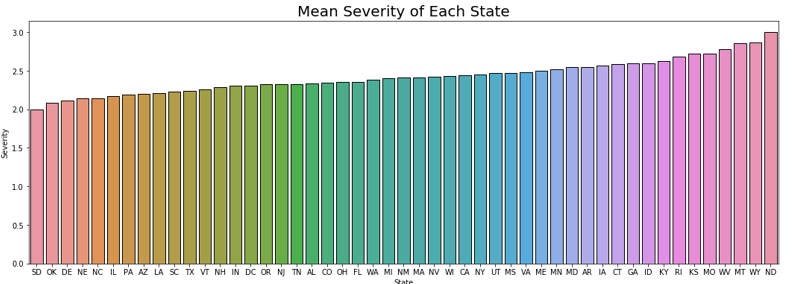 Mean Severity of Each State
3.0
2.5
2.0
1.5
1.0
0.5
0.0
Severity
SD OK DE NE NC IL PA AZ LA SC TX VT NH IN DC OR NJ TN AL CO OH FL WA MI NM MA NV WI CA NY UT MS VA ME MN MD AR IA CT GA ID KY RI KS MO WV MT WY ND
State